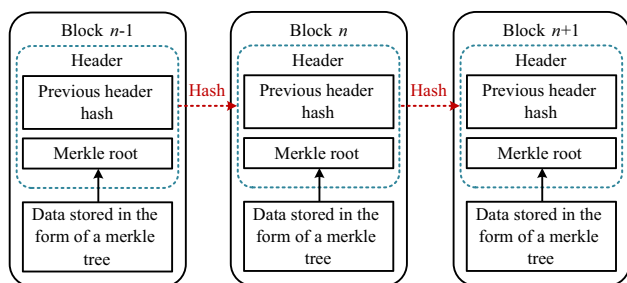 Block n-1
Header
Previous header
hash
Merkle root
Data stored in the
form of a merkle
tree
Hash
Block n
Header
Previous header
hash
Merkle root
Data stored in the
form of a merkle
tree
Hash
Block n+1
Header
Previous header
hash
Merkle root
Data stored in the
form of a merkle
tree